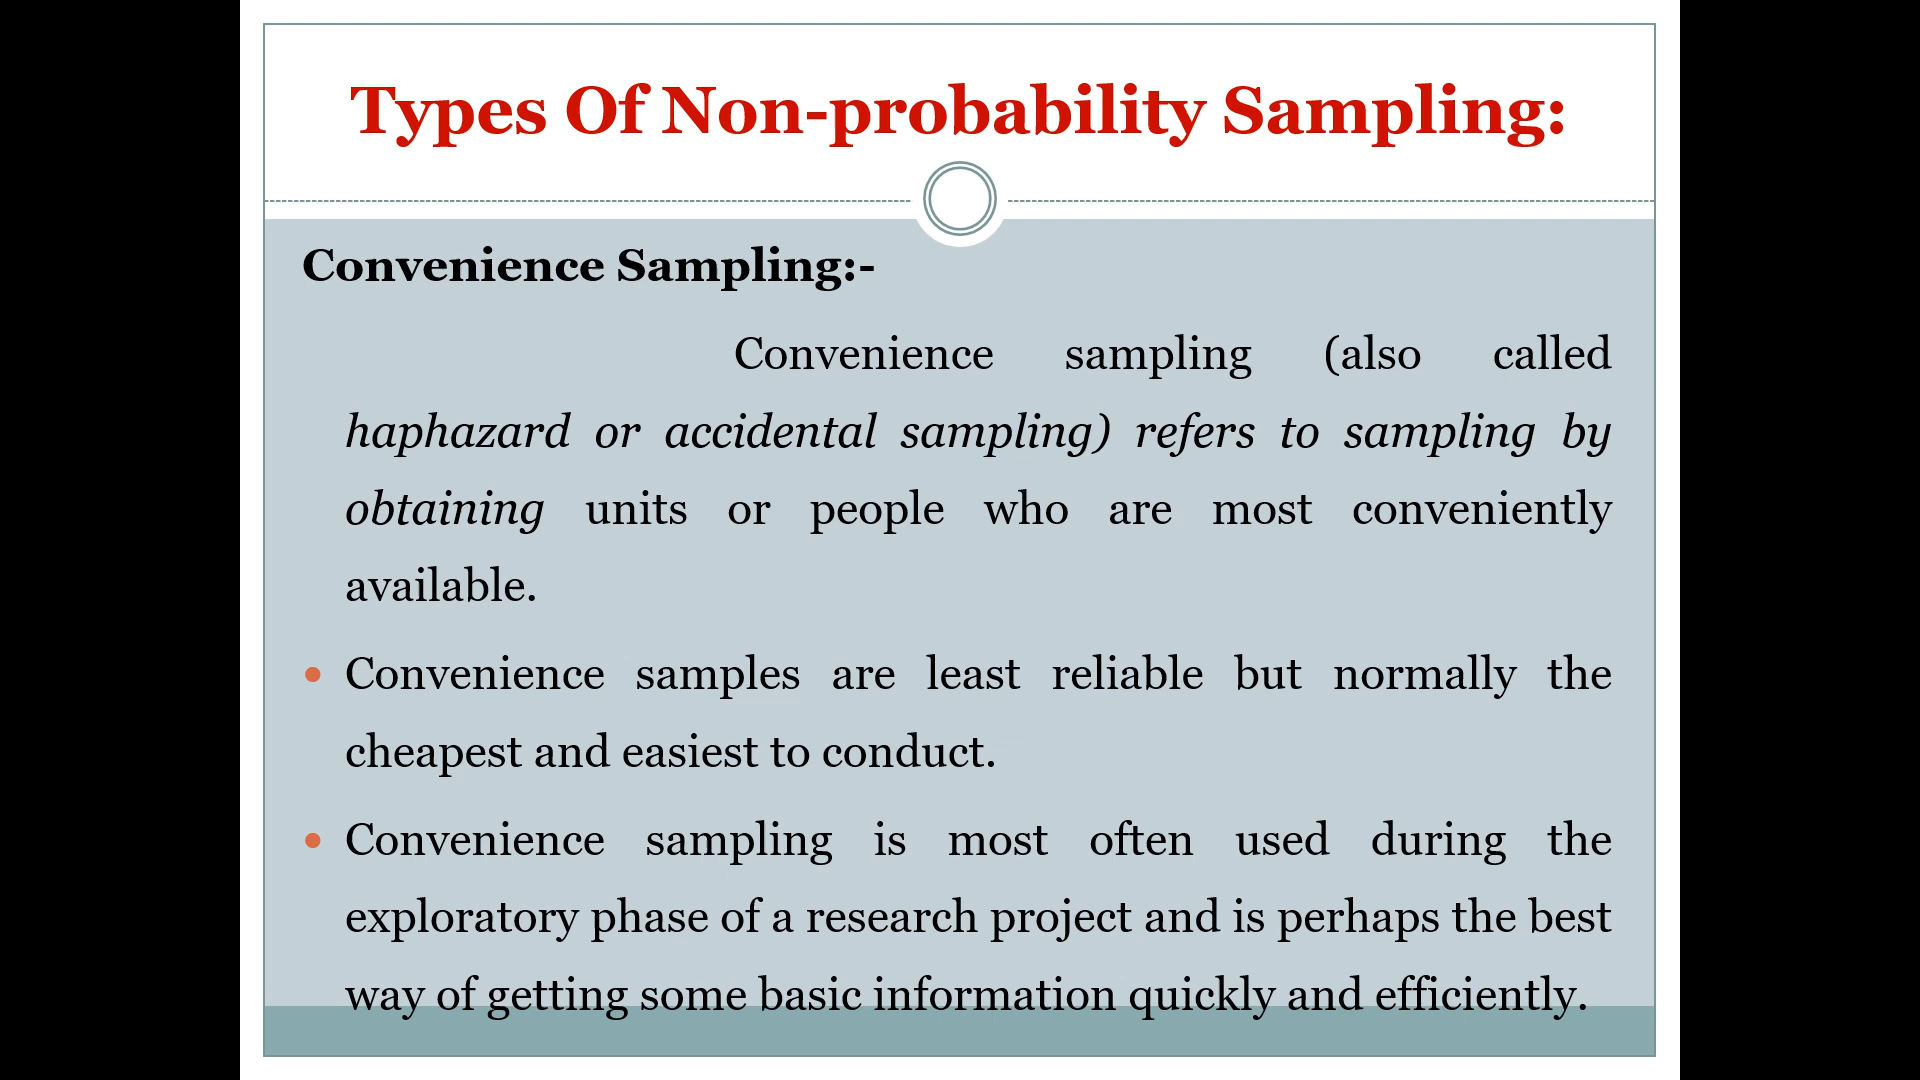 Types Of Non-probability Sampling:
Convenience Sampling:-
Convenience sampling (also called
haphazard or accidental sampling) refers to sampling by
obtaining units or people who are most conveniently
available.
• Convenience samples are least reliable but normally the
cheapest and easiest to conduct.
• Convenience sampling is most often used during the
exploratory phase of a research project and is perhaps the best
way of getting some basic information quickly and efficiently.